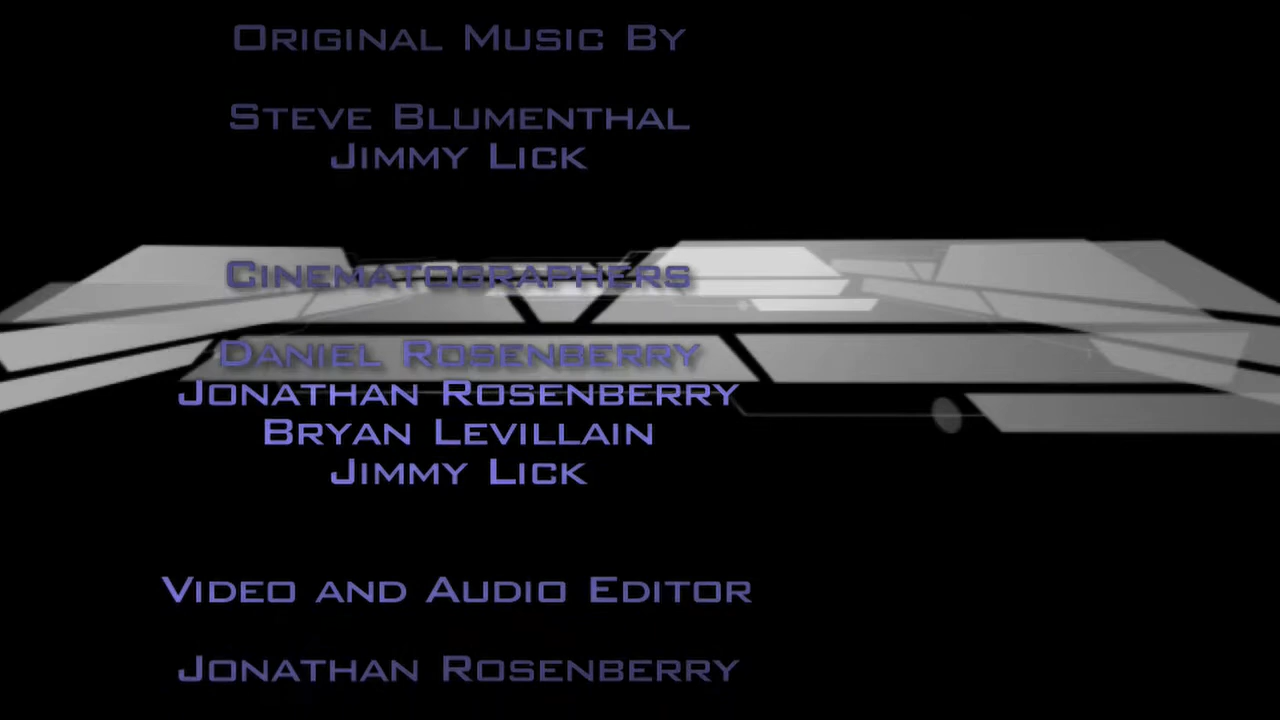 Original Music By
Steve Blumenthal
Jimmy Lick
Cinematographers
Daniel Rosenberry
Jonathan Rosenberry
Bryan Levillain
Jimmy Lick
Video and Audio Editor
Jonathan Rosenberry